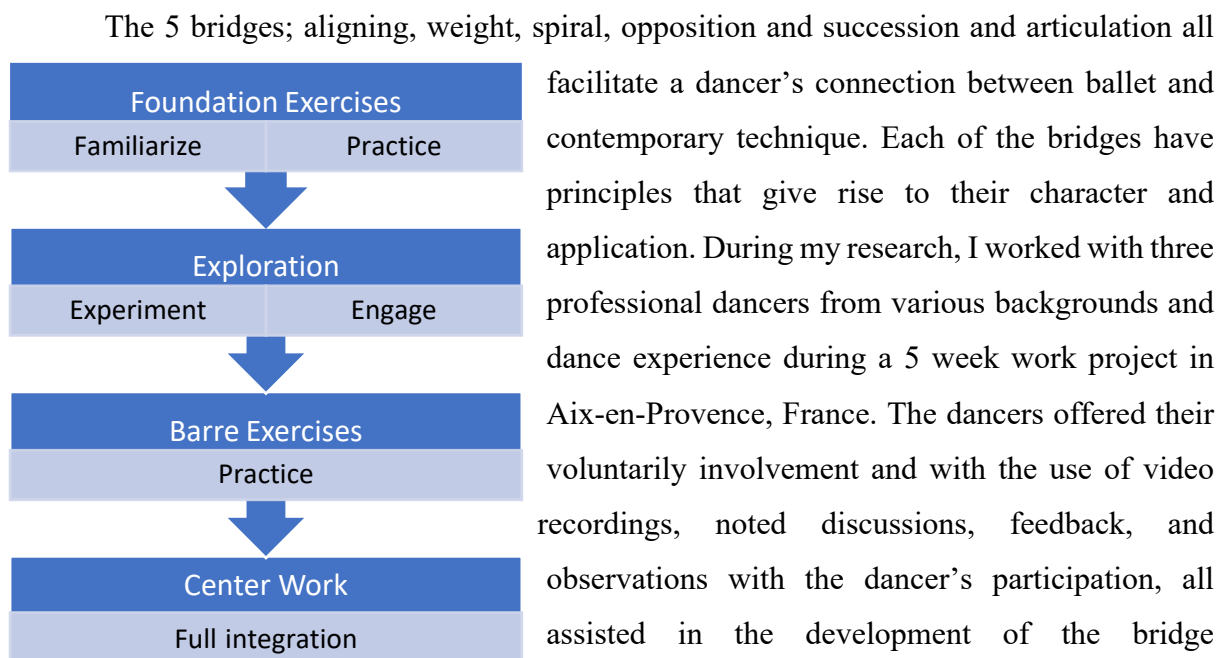 The 5 bridges; aligning, weight, spiral, opposition and succession and articulation all
facilitate a dancer’s connection between ballet and
contemporary technique. Each of the bridges have
principles that give rise to their character and
application. During my research, I worked with three
professional dancers from various backgrounds and
dance experience during a 5 week work project in
Aix-en-Provence, France. The dancers offered their
voluntarily involvement and with the use of video
recordings, noted discussions, feedback, and
observations with the dancer’s participation, all
assisted in the development of the bridge
Foundation Exercises
Familiarize Practice
Exploration
Experiment Engage
Barre Exercises
Practice
Center Work
Full integration